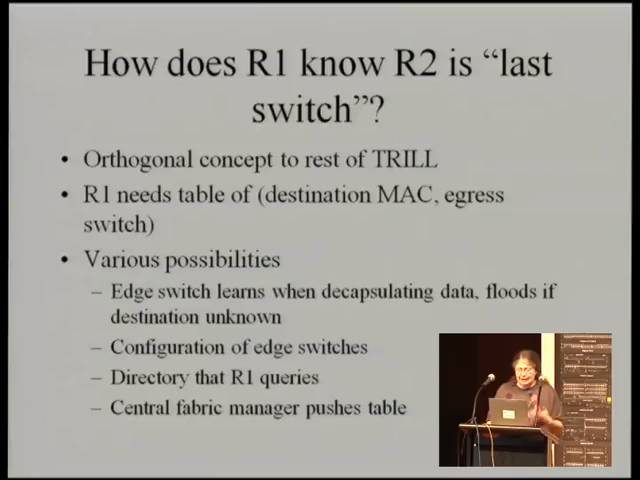 How does R1 know R2 is “last
switch”?
• Orthogonal concept to rest of TRILL
• R1 needs table of (destination MAC, egress
switch)
• Various possibilities
– Edge switch learns when decapsulating data, floods if
destination unknown
– Configuration of edge switches
– Directory that R1 queries
– Central fabric manager pushes table